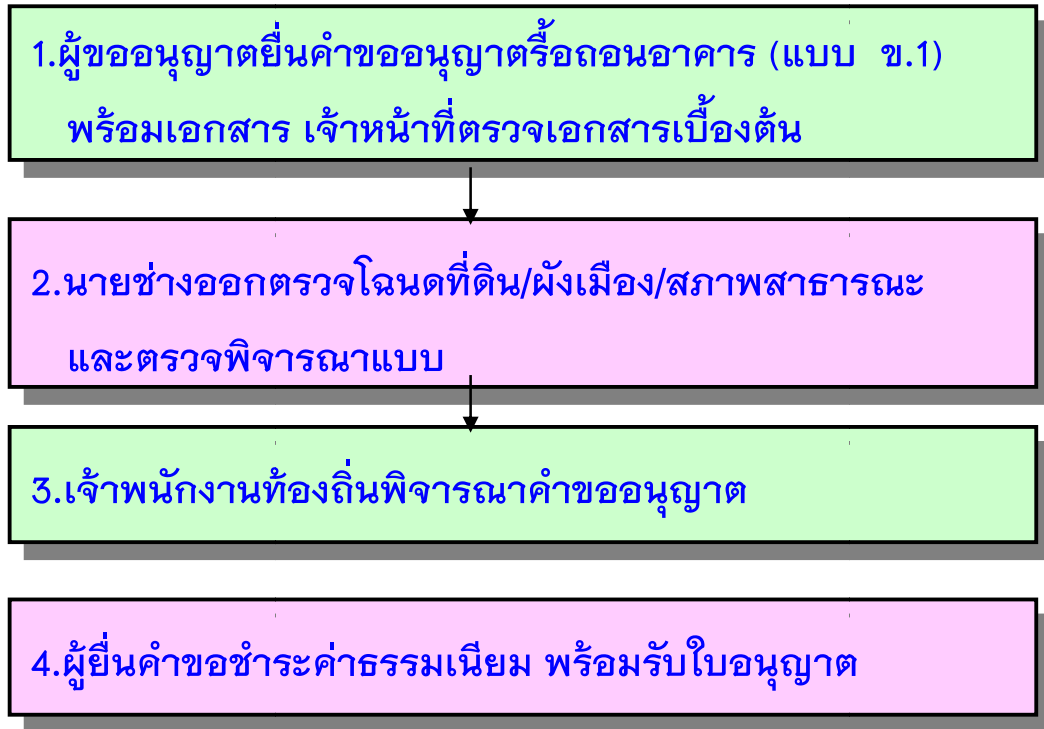 1.ผู้ขออนุญาตยื่นคำขออนุญาตรื้อถอนอาคาร (แบบ ข.1)
พร้อมเอกสาร เจ้าหน้าที่ตรวจเอกสารเบื้องต้น
2.นายช่างออกตรวจโฉนดที่ดิน/ผังเมือง/สภาพสาธารณะ
และตรวจพิจารณาแบบ
3.เจ้าพนักงานท้องถิ่นพิจารณาคำขออนุญาต
4.ผู้ยื่นคำขอชำระค่าธรรมเนียม พร้อมรับใบอนุญาต